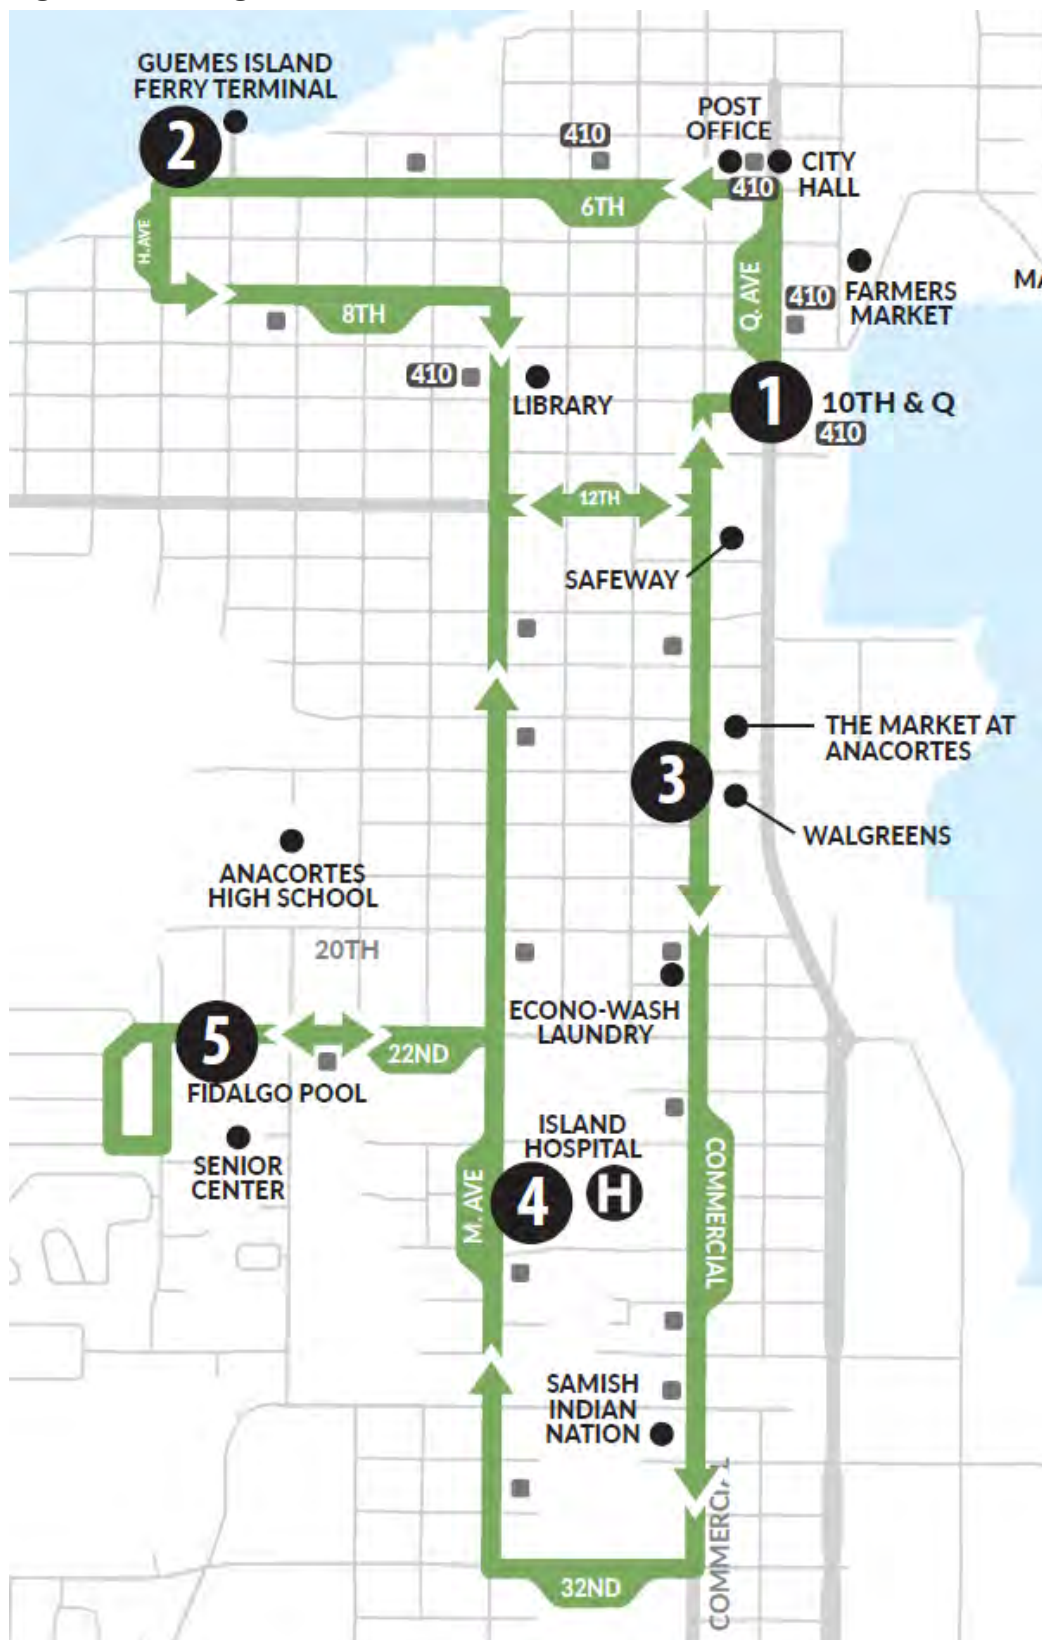 GUEMES ISLAND
FERRY TERMINAL
2
410
POST
OFFICE
CITY
HALL
410
6TH
H. AVE
Q. AVE
410
FARMERS
MARKET
MA
8TH
410
LIBRARY
1
10TH & Q
410
12TH
SAFEWAY
THE MARKET AT
ANACORTES
3
WALGREENS
ANACORTES
HIGH SCHOOL
20TH
ECONO-WASH
LAUNDRY
5
22ND
FIDALGO POOL
ISLAND
HOSPITAL
H
4
SENIOR
CENTER
M. AVE
COMMERCIAL
SAMISH
INDIAN
NATION
COMMERCIAL
32ND